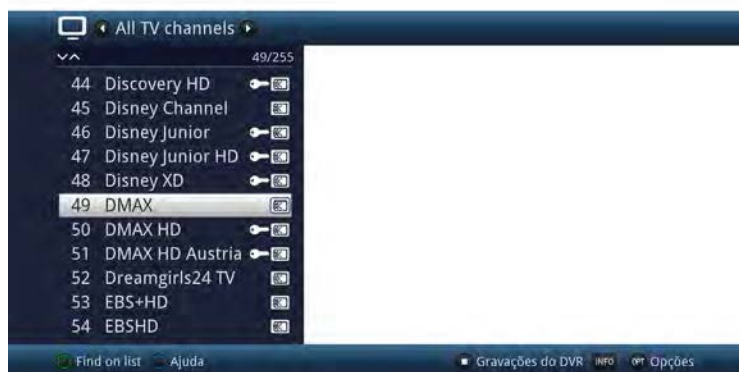 All TV channels
49/255
44 Discovery HD
45 Disney Channel
46 Disney Junior
47 Disney Junior HD
48 Disney XD
49 DMAX
50 DMAX HD
51 DMAX HD Austria
52 Dreamgirls24 TV
53 EBS+HD
54 EBSHD
Find on list Ajuda Gravações do DVR INFO OPT Opções